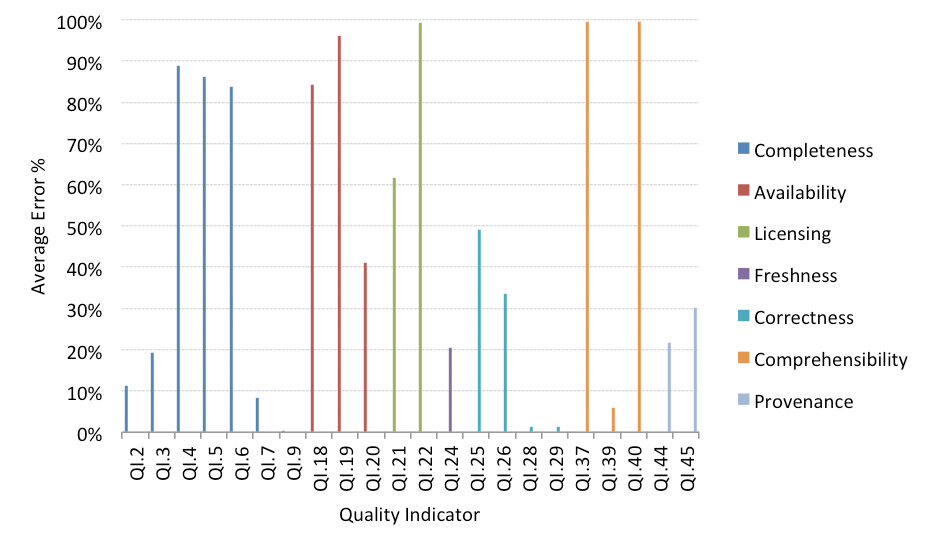 100%
90%
80%
70%
60%
50%
40%
30%
20%
10%
0%
Average Error %
QI.2
QI.3
QI.4
QI.5
QI.6
QI.7
QI.9
QI.18
QI.19
QI.20
QI.21
QI.22
QI.24
QI.25
QI.26
QI.28
QI.29
QI.37
QI.39
QI.40
QI.44
QI.45
Quality Indicator
Completeness
Availability
Licensing
Freshness
Correctness
Comprehensibility
Provenance